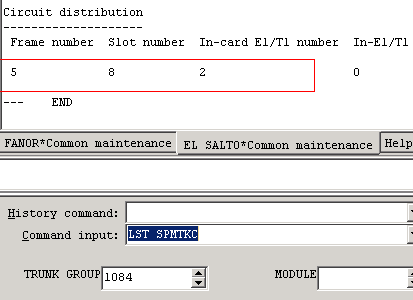 Circuit distribution
--------------------
Frame number Slot number In-card E1/T1 number In-E1/T1
5 8 2 0
--- END
FANOR*Common maintenance EL SALTO*Common maintenance Help
History command:
Command input: LST SPMTKC
TRUNK GROUP 1084 MODULE